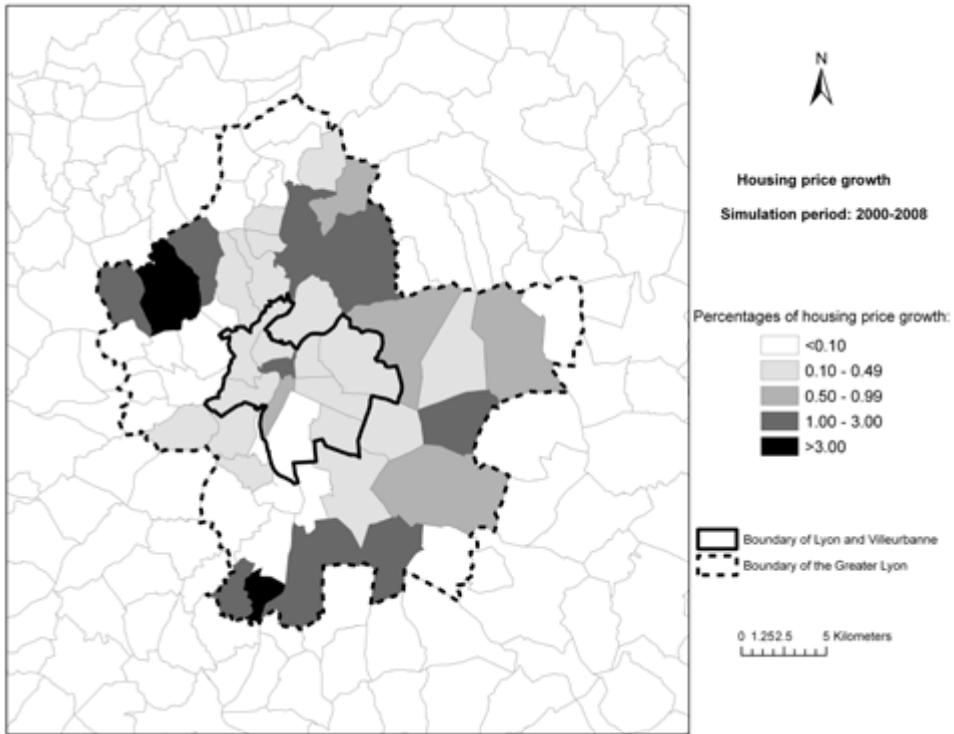 N
Housing price growth
Simulation period: 2000-2008
Percentages of housing price growth:
<0.10
0.10 - 0.49
0.50 - 0.99
1.00 - 3.00
>3.00
Boundary of Lyon and Villeurbanne
Boundary of the Greater Lyon
0 1.252.5 5 Kilometers